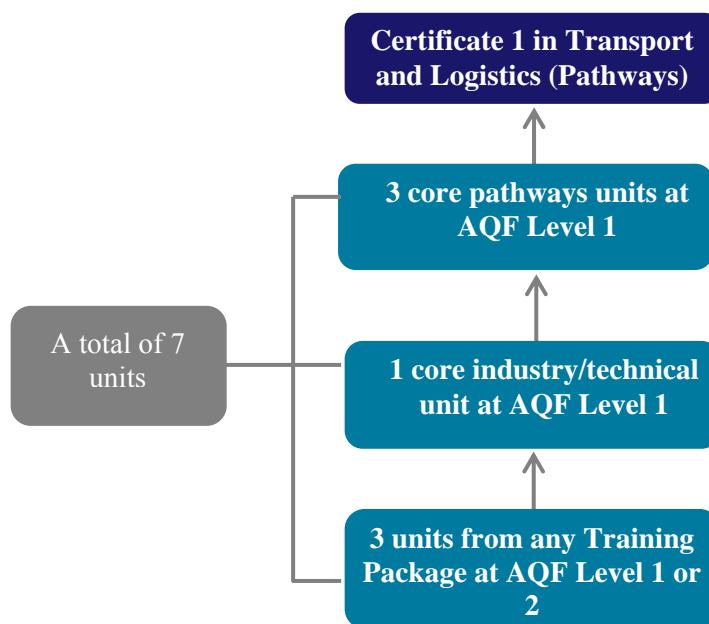 Certificate 1 in Transport
and Logistics (Pathways)
3 core pathways units at
AQF Level 1
A total of 7
units
1 core industry/technical
unit at AQF Level 1
3 units from any Training
Package at AQF Level 1 or
2